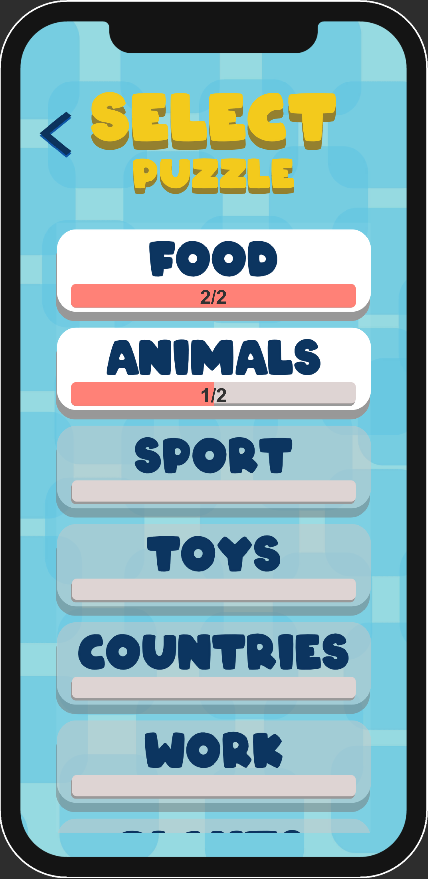 SELECT
PUZZLE
FOOD
2/2
ANIMALS
1/2
SPORT
TOYS
COUNTRIES
WORK